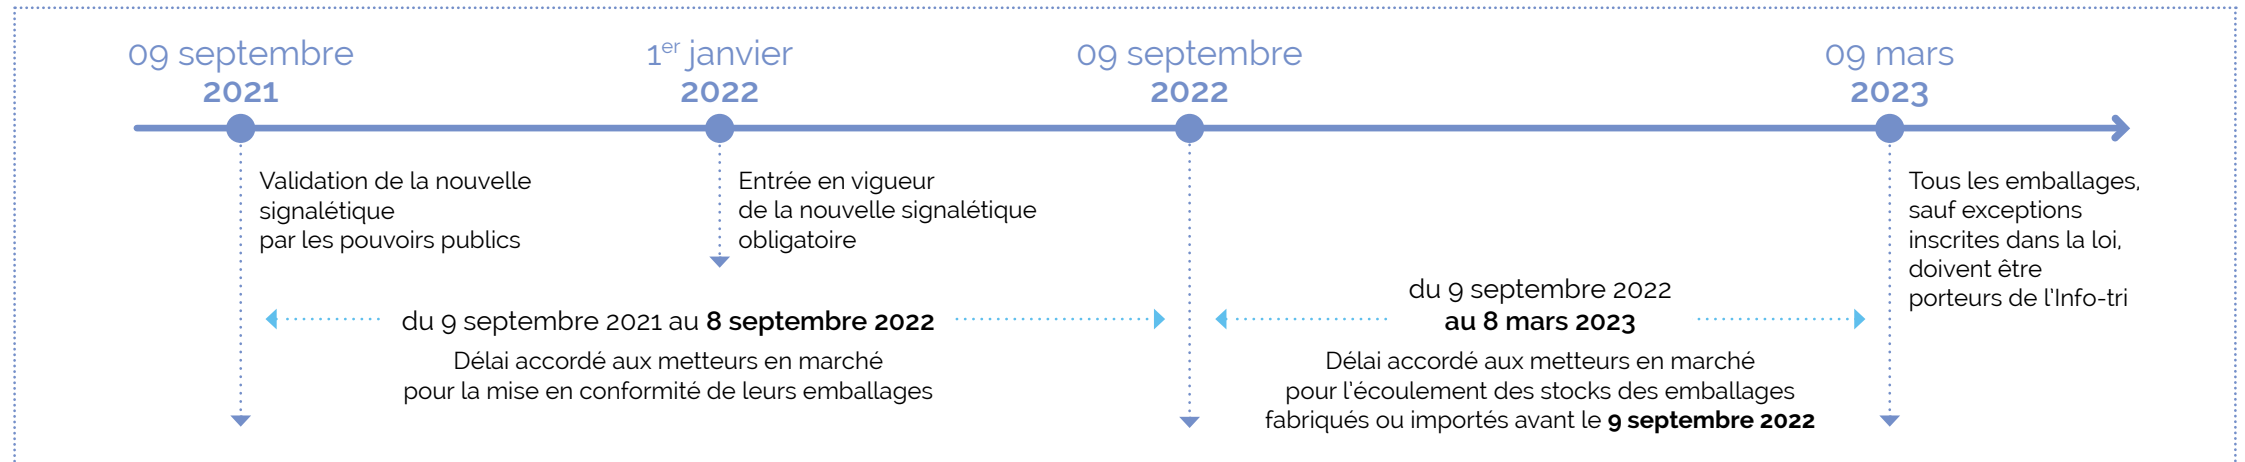 09 septembre
2021
1er janvier
2022
09 septembre
2022
09 mars
2023
Validation de la nouvelle
signalétique
par les pouvoirs publics
Entrée en vigueur
de la nouvelle signalétique
obligatoire
Tous les emballages,
sauf exceptions
inscrites dans la loi,
doivent être
porteurs de l'Info-tri
du 9 septembre 2021 au 8 septembre 2022
Délai accordé aux metteurs en marché
pour la mise en conformité de leurs emballages
du 9 septembre 2022
au 8 mars 2023
Délai accordé aux metteurs en marché
pour l'écoulement des stocks des emballages
fabriqués ou importés avant le 9 septembre 2022